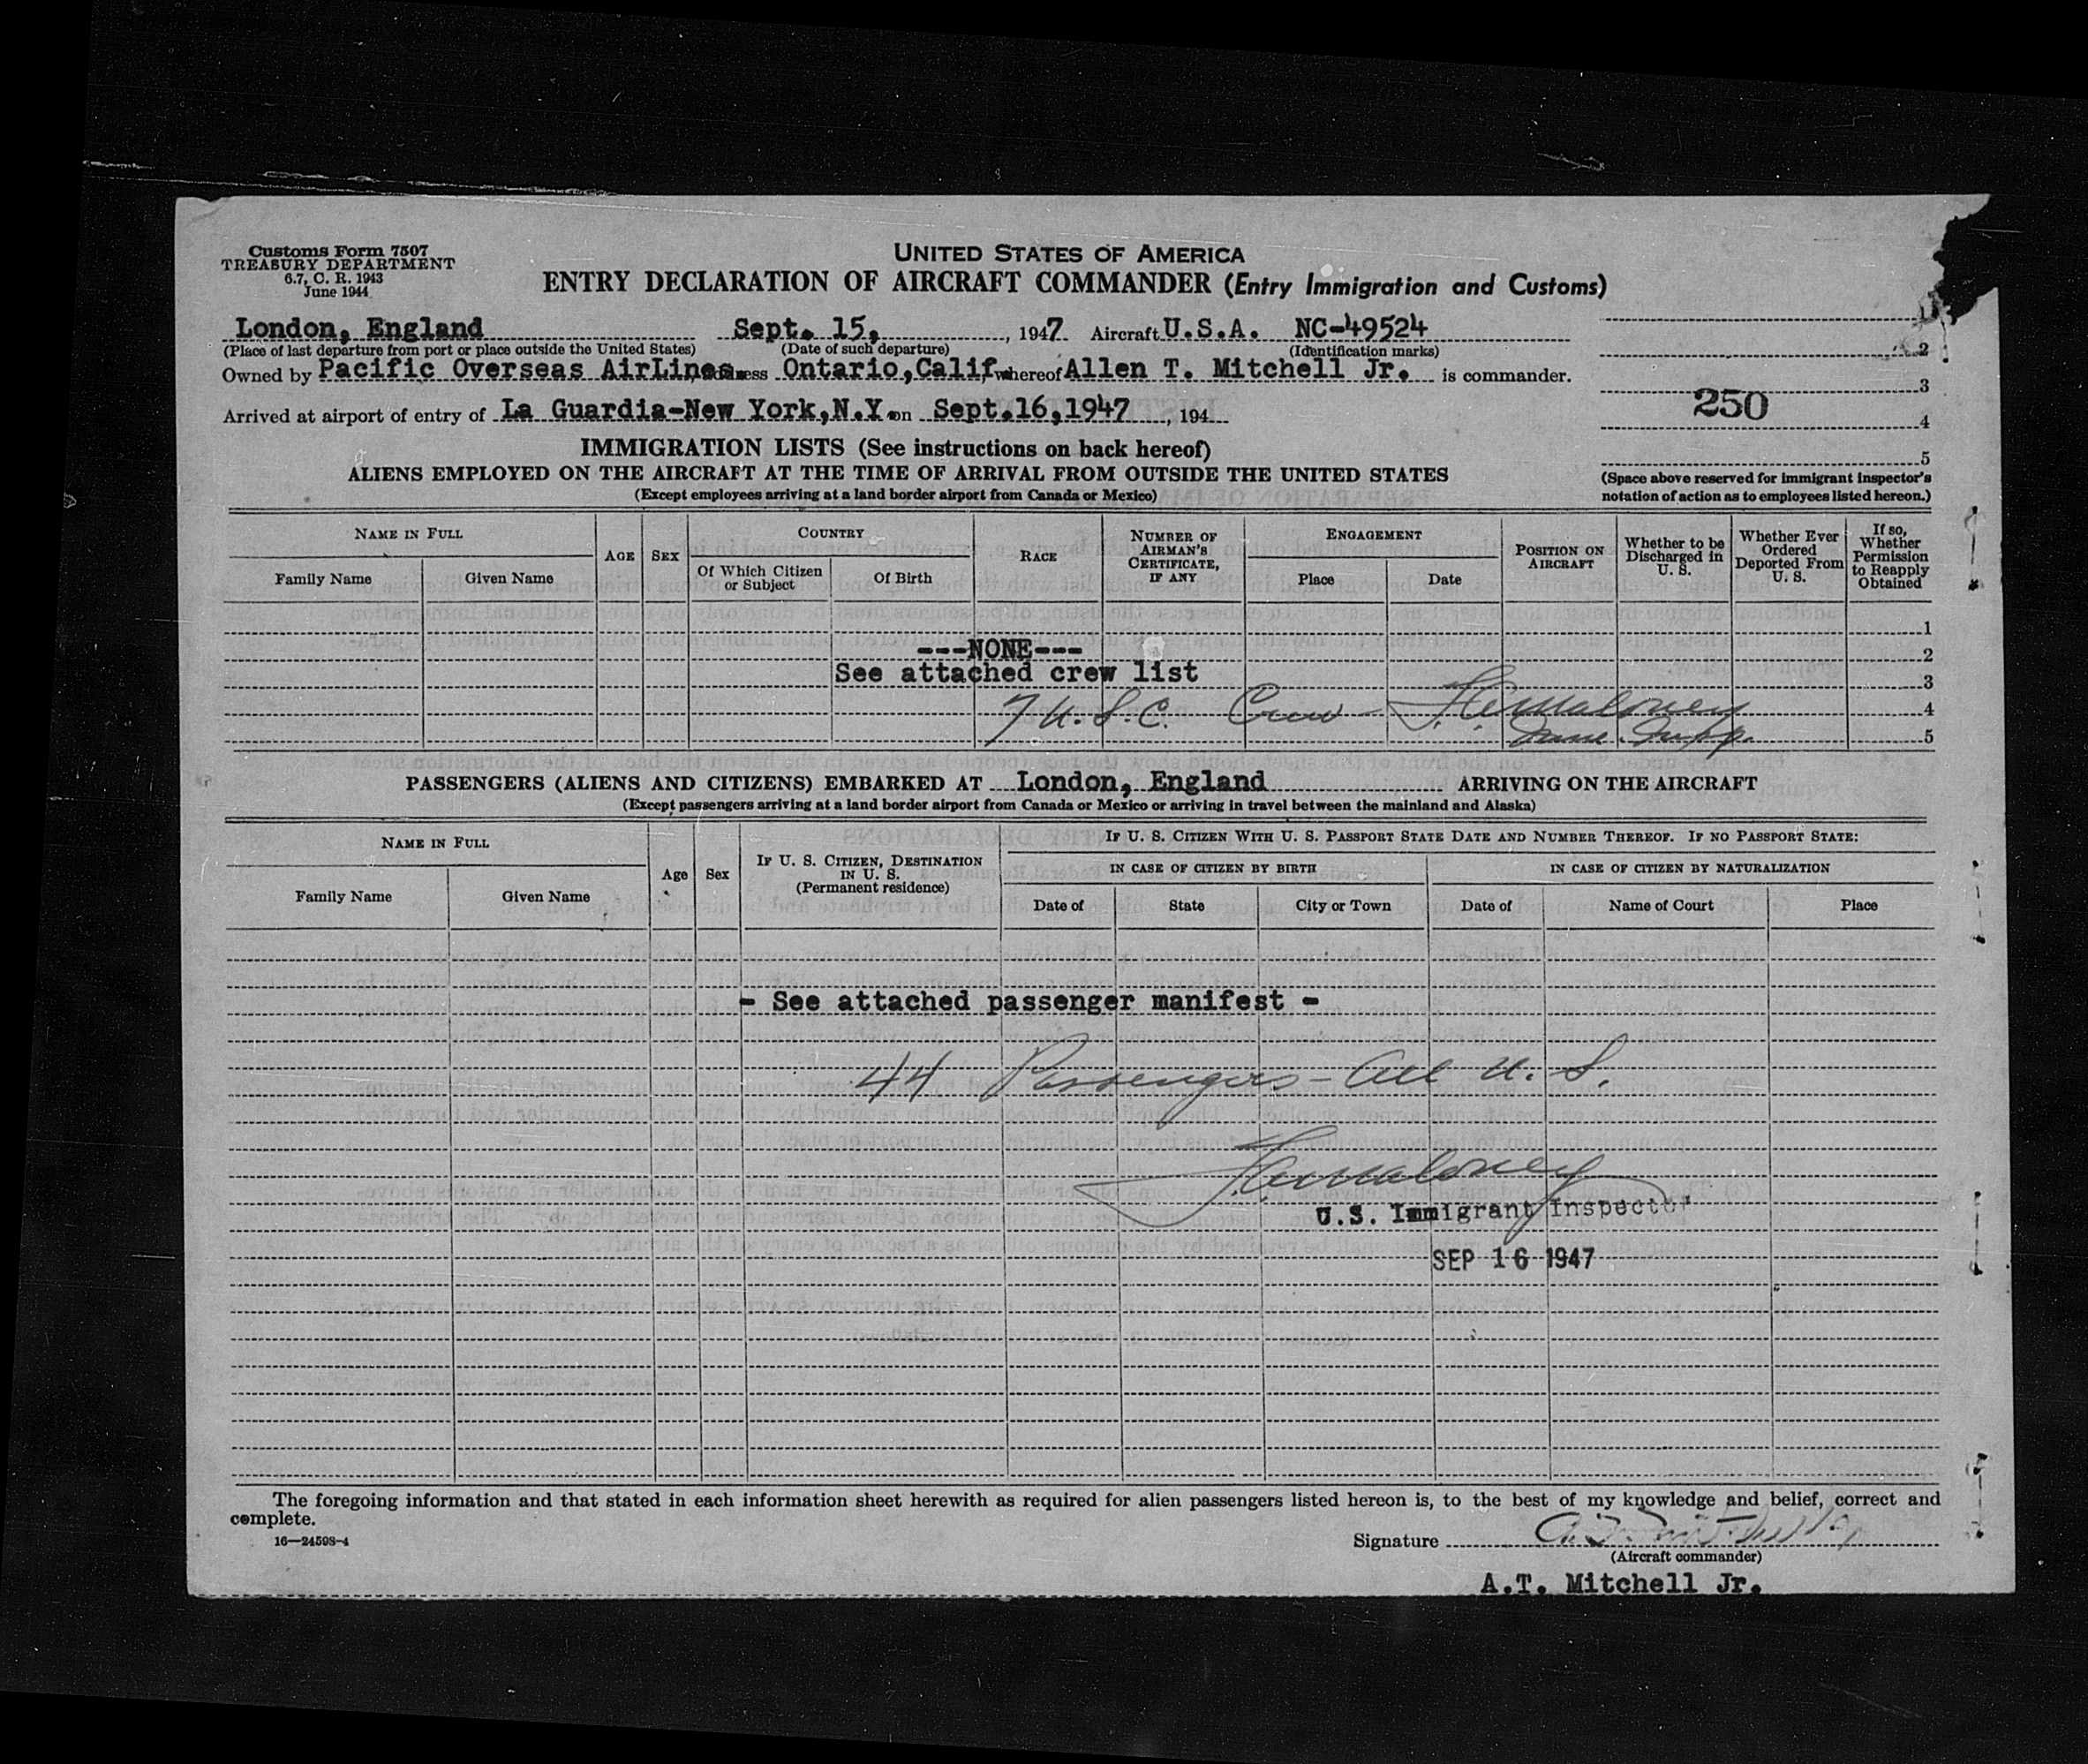 Customs Form 7507
TREASURY DEPARTMENT
6.7, C. R. 1943
June 1944
UNITED STATES OF AMERICA
ENTRY DECLARATION OF AIRCRAFT COMMANDER (Entry Immigration and Customs)
London, England Sept. 15, , 1947 Aircraft U.S.A. NC-49524
(Place of last departure from port or place outside the United States) (Date of such departure) (Identification marks)
Owned by Pacific Overseas AirLines, Address Ontario, Calif, whereof Allen T. Mitchell Jr. is commander.
Arrived at airport of entry of La Guardia-New York, N.Y. on Sept.16,1947 , 194
1
2
3
250
4
5
(Space above reserved for immigrant inspector's
notation of action as to employees listed hereon.)
IMMIGRATION LISTS (See instructions on back hereof)
ALIENS EMPLOYED ON THE AIRCRAFT AT THE TIME OF ARRIVAL FROM OUTSIDE THE UNITED STATES
(Except employees arriving at a land border airport from Canada or Mexico)
NAME IN FULL
Family Name Given Name
AGE
SEX
COUNTRY
Of Which Citizen or Subject
Of Birth
RACE
NUMBER OF AIRMAN'S CERTIFICATE, IF ANY
ENGAGEMENT
Place Date
POSITION ON AIRCRAFT
Whether to be Discharged in U. S.
Whether Ever Ordered Deported From U. S.
If so, Whether Permission to Reapply Obtained
1
---NONE---
2
See attached crew list
3
7 U.S.C. Crew - Maloney
4
5
PASSENGERS (ALIENS AND CITIZENS) EMBARKED AT London, England ARRIVING ON THE AIRCRAFT
(Except passengers arriving at a land border airport from Canada or Mexico or arriving in travel between the mainland and Alaska)
NAME IN FULL
Family Name Given Name
Age
Sex
IF U. S. CITIZEN, DESTINATION IN U. S.
(Permanent residence)
IF U. S. CITIZEN WITH U. S. PASSPORT STATE DATE AND NUMBER THEREOF. IF NO PASSPORT STATE:
IN CASE OF CITIZEN BY BIRTH IN CASE OF CITIZEN BY NATURALIZATION
Date of State City or Town Date of Name of Court Place
- See attached passenger manifest -
44 Passengers - All U. S.
Maloney
U.S. Immigrant Inspector
SEP 16 1947
The foregoing information and that stated in each information sheet herewith as required for alien passengers listed hereon is, to the best of my knowledge and belief, correct and
complete.
16—24598-4
Signature
(Aircraft commander)
A.T. Mitchell Jr.